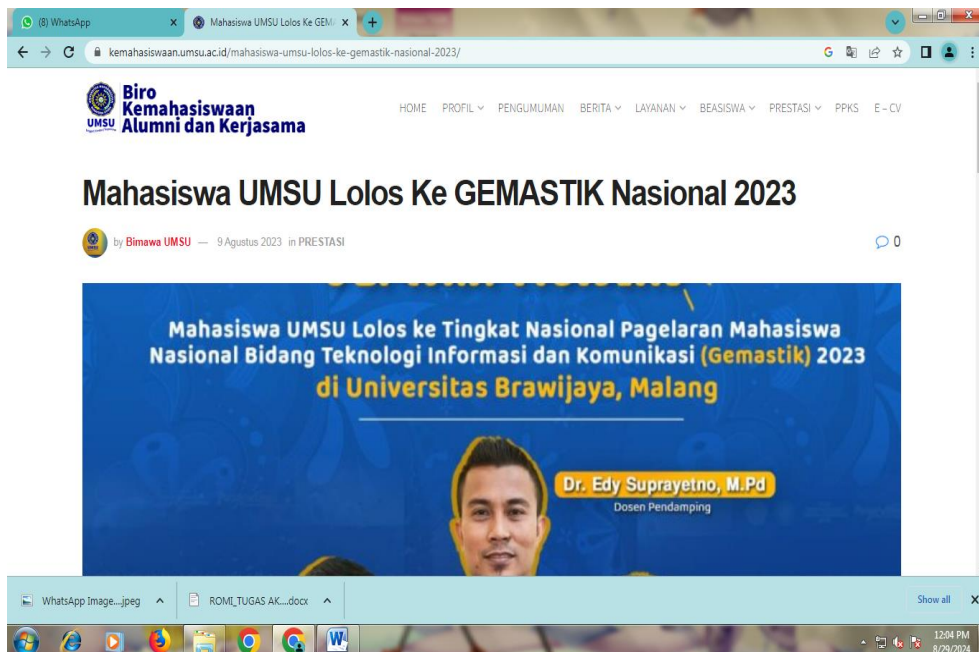 (8) WhatsApp
Mahasiswa UMSU Lolos Ke GEM
kemahasiswaan.umsu.ac.id/mahasiswa-umsu-lolos-ke-gemastik-nasional-2023/
UMSU
Biro
Kemahasiswaan
Alumni dan Kerjasama
HOME PROFIL PENGUMUMAN BERITA LAYANAN BEASISWA PRESTASI PPKS E – CV
Mahasiswa UMSU Lolos Ke GEMASTIK Nasional 2023
by Bimawa UMSU — 9 Agustus 2023 in PRESTASI
0
Mahasiswa UMSU Lolos ke Tingkat Nasional Pagelaran Mahasiswa
Nasional Bidang Teknologi Informasi dan Komunikasi (Gemastik) 2023
di Universitas Brawijaya, Malang
Dr. Edy Suprayetno, M.Pd
Dosen Pendamping
WhatsApp Image....jpeg
ROMI_TUGAS AK....docx
Show all
12:04 PM
8/29/2024